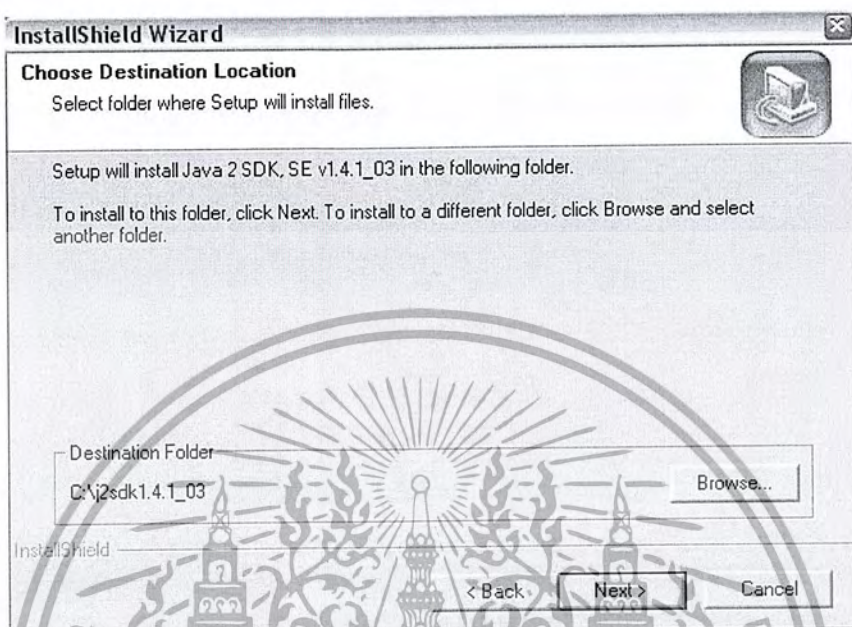 InstallShield Wizard
Choose Destination Location
Select folder where Setup will install files.
Setup will install Java 2 SDK, SE v1.4.1_03 in the following folder.
To install to this folder, click Next. To install to a different folder, click Browse and select
another folder.
Destination Folder
C:\j2sdk1.4.1_03
Browse...
InstallShield
< Back
Next >
Cancel